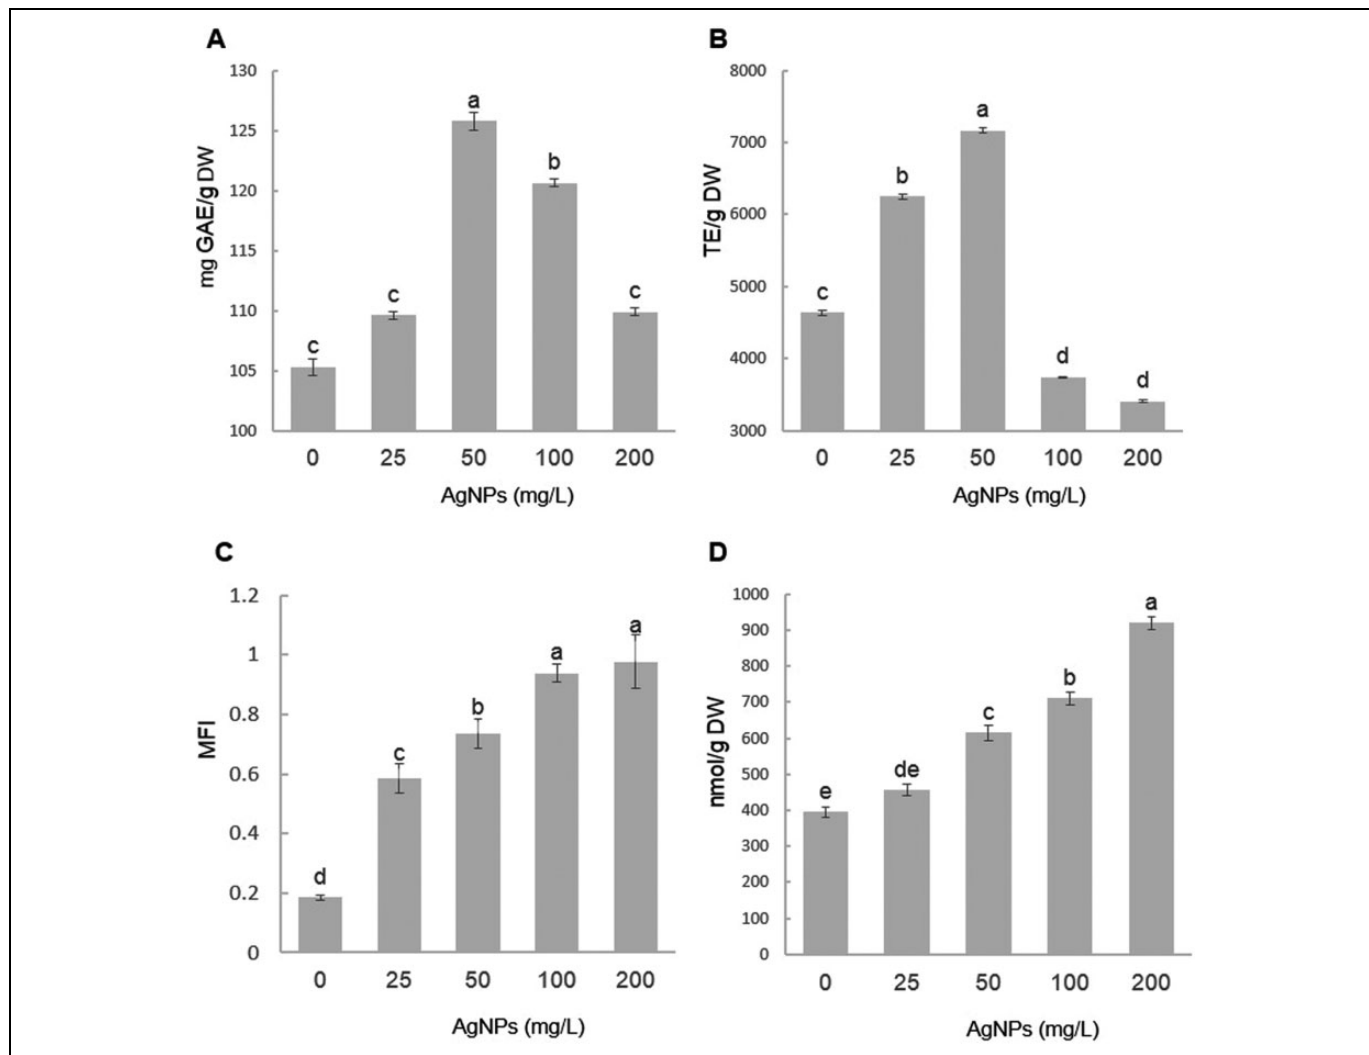 A
mg GAE/g DW
130
125
120
115
110
105
100
c
c
a
b
c
0 25 50 100 200
AgNPs (mg/L)
B
TE/g DW
8000
7000
6000
5000
4000
3000
c
b
a
d
d
0 25 50 100 200
AgNPs (mg/L)
C
MFI
1.2
1
0.8
0.6
0.4
0.2
0
d
c
b
a
a
0 25 50 100 200
AgNPs (mg/L)
D
nmol/g DW
1000
900
800
700
600
500
400
300
200
100
0
e
de
c
b
a
0 25 50 100 200
AgNPs (mg/L)